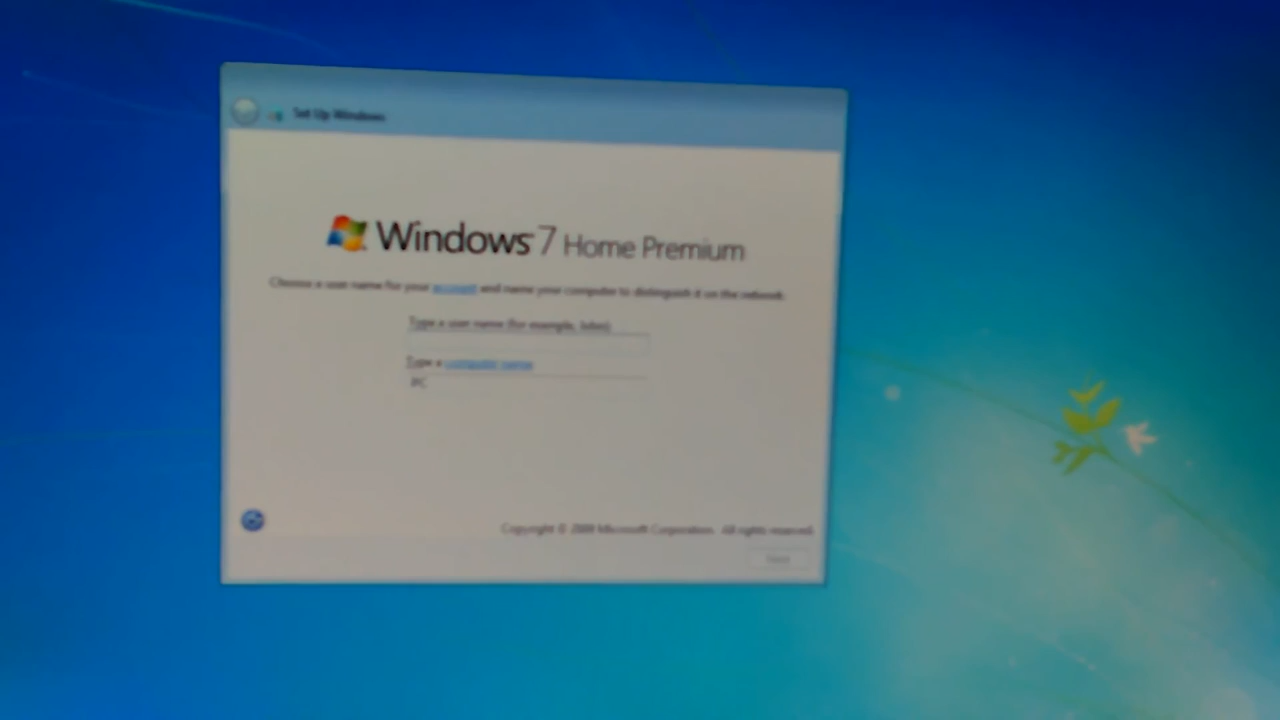 Set Up Windows
Windows 7 Home Premium
Choose a user name for your account and name your computer to distinguish it on the network.
Type a user name (for example, John):
Type a computer name:
PC
Copyright © 2009 Microsoft Corporation. All rights reserved.
Next